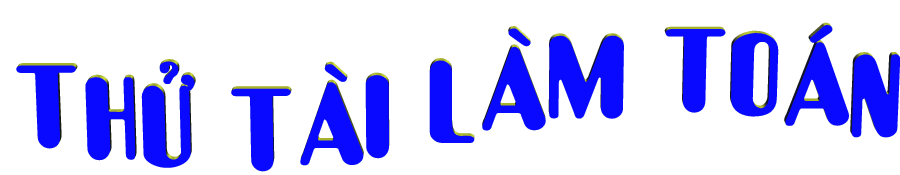 THỬ TÀI LÀM TOÁN